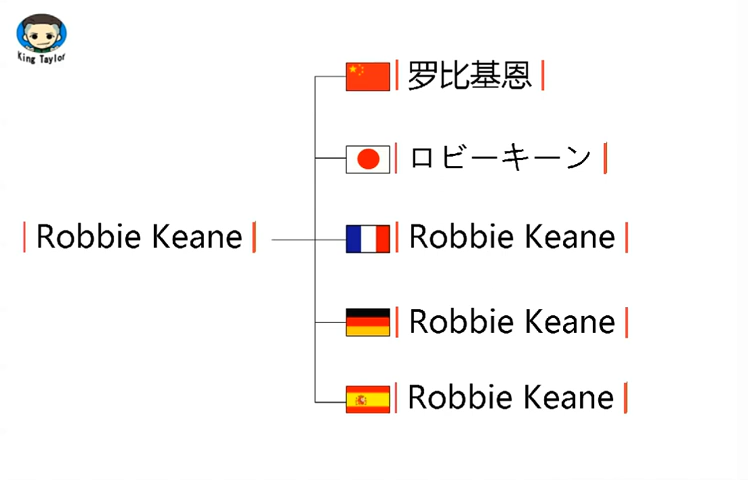 King Taylor
罗比基恩
ロビーキーン
Robbie Keane
Robbie Keane
Robbie Keane
Robbie Keane